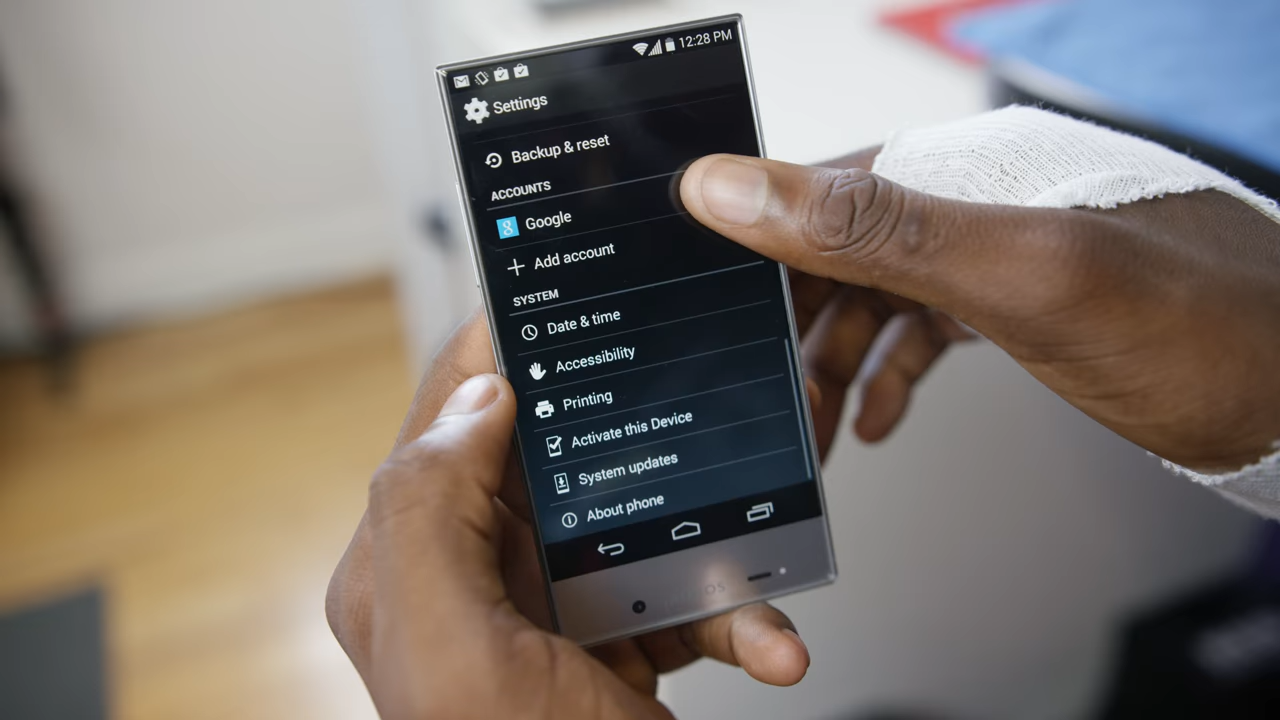 12:28 PM
Settings
Backup & reset
ACCOUNTS
Google
Add account
SYSTEM
Date & time
Accessibility
Printing
Activate this Device
System updates
About phone